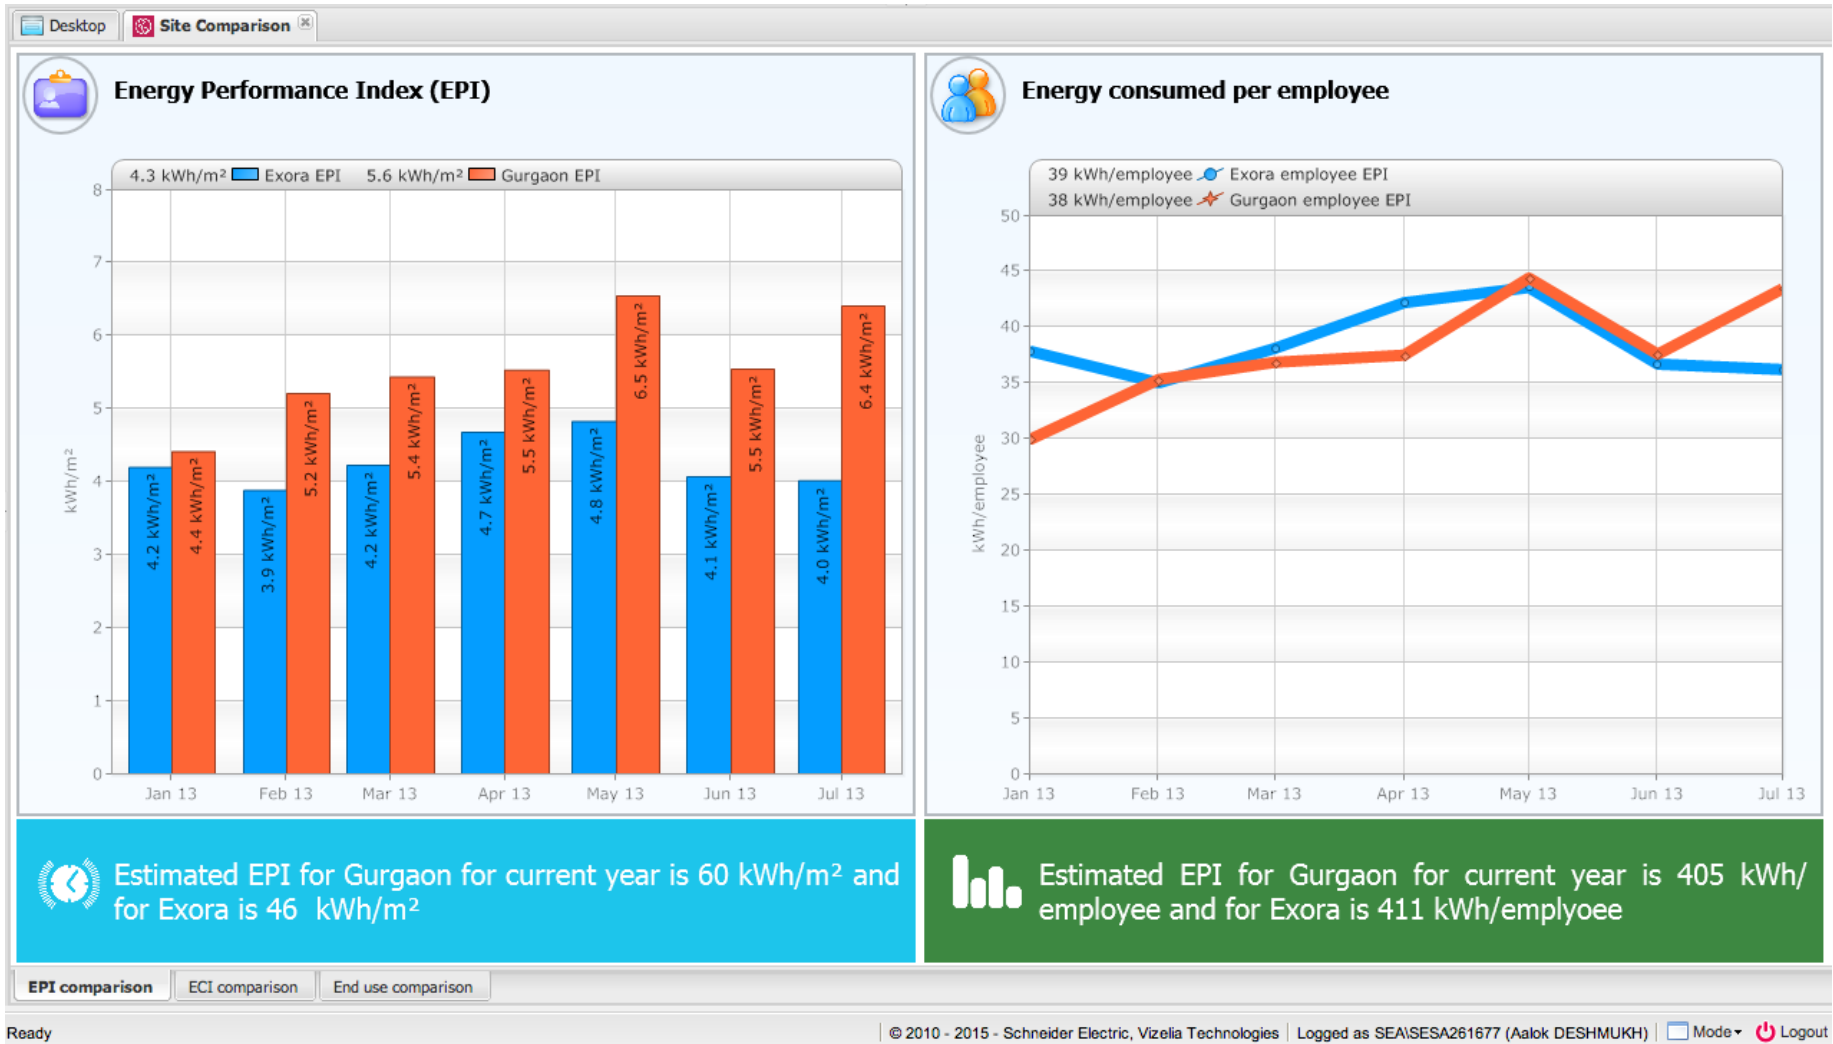 Desktop
Site Comparison
Energy Performance Index (EPI)
4.3 kWh/m² Exora EPI 5.6 kWh/m² Gurgaon EPI
8
7
6
5
4
3
2
1
0
kWh/m²
4.2 kWh/m²
4.4 kWh/m²
3.9 kWh/m²
5.2 kWh/m²
4.2 kWh/m²
5.4 kWh/m²
4.7 kWh/m²
5.5 kWh/m²
4.8 kWh/m²
6.5 kWh/m²
4.1 kWh/m²
5.5 kWh/m²
4.0 kWh/m²
6.4 kWh/m²
Jan 13 Feb 13 Mar 13 Apr 13 May 13 Jun 13 Jul 13
Estimated EPI for Gurgaon for current year is 60 kWh/m² and
for Exora is 46 kWh/m²
Energy consumed per employee
39 kWh/employee Exora employee EPI
38 kWh/employee Gurgaon employee EPI
50
45
40
35
30
25
20
15
10
5
0
kWh/employee
Jan 13 Feb 13 Mar 13 Apr 13 May 13 Jun 13 Jul 13
Estimated EPI for Gurgaon for current year is 405 kWh/
employee and for Exora is 411 kWh/emplyoee
EPI comparison ECI comparison End use comparison
Ready
© 2010 - 2015 - Schneider Electric, Vizelia Technologies Logged as SEA\SESA261677 (Aalok DESHMUKH) Mode Logout